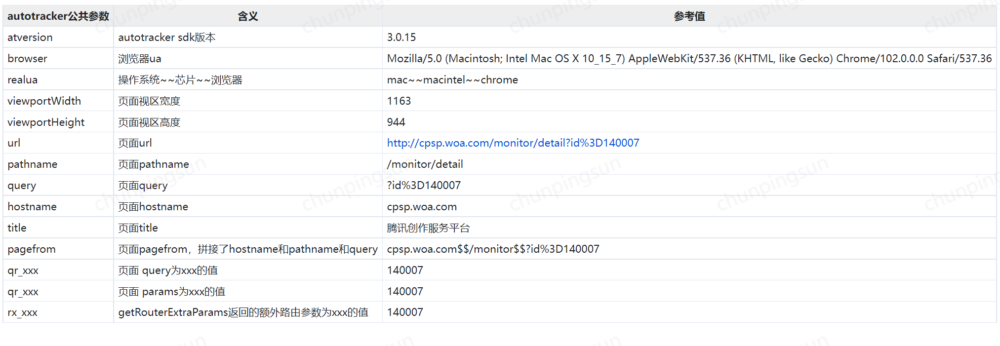 autotracker公共参数 含义 参考值
atversion autotracker sdk版本 3.0.15
browser 浏览器ua Mozilla/5.0 (Macintosh; Intel Mac OS X 10_15_7) AppleWebKit/537.36 (KHTML, like Gecko) Chrome/102.0.0.0 Safari/537.36
realua 操作系统~~芯片~~浏览器 mac~~macintel~~chrome
viewportWidth 页面视区宽度 1163
viewportHeight 页面视区高度 944
url 页面url http://cpsp.woa.com/monitor/detail?id%3D140007
pathname 页面pathname /monitor/detail
query 页面query ?id%3D140007
hostname 页面hostname cpsp.woa.com
title 页面title 腾讯创作服务平台
pagefrom 页面pagefrom，拼接了hostname和pathname和query cpsp.woa.com$$/monitor$$?id%3D140007
qr_xxx 页面 query为xxx的值 140007
qr_xxx 页面 params为xxx的值 140007
rx_xxx getRouterExtraParams返回的额外路由参数为xxx的值 140007
chunpingsun
chunpingsun
chunpingsun
chunpingsun